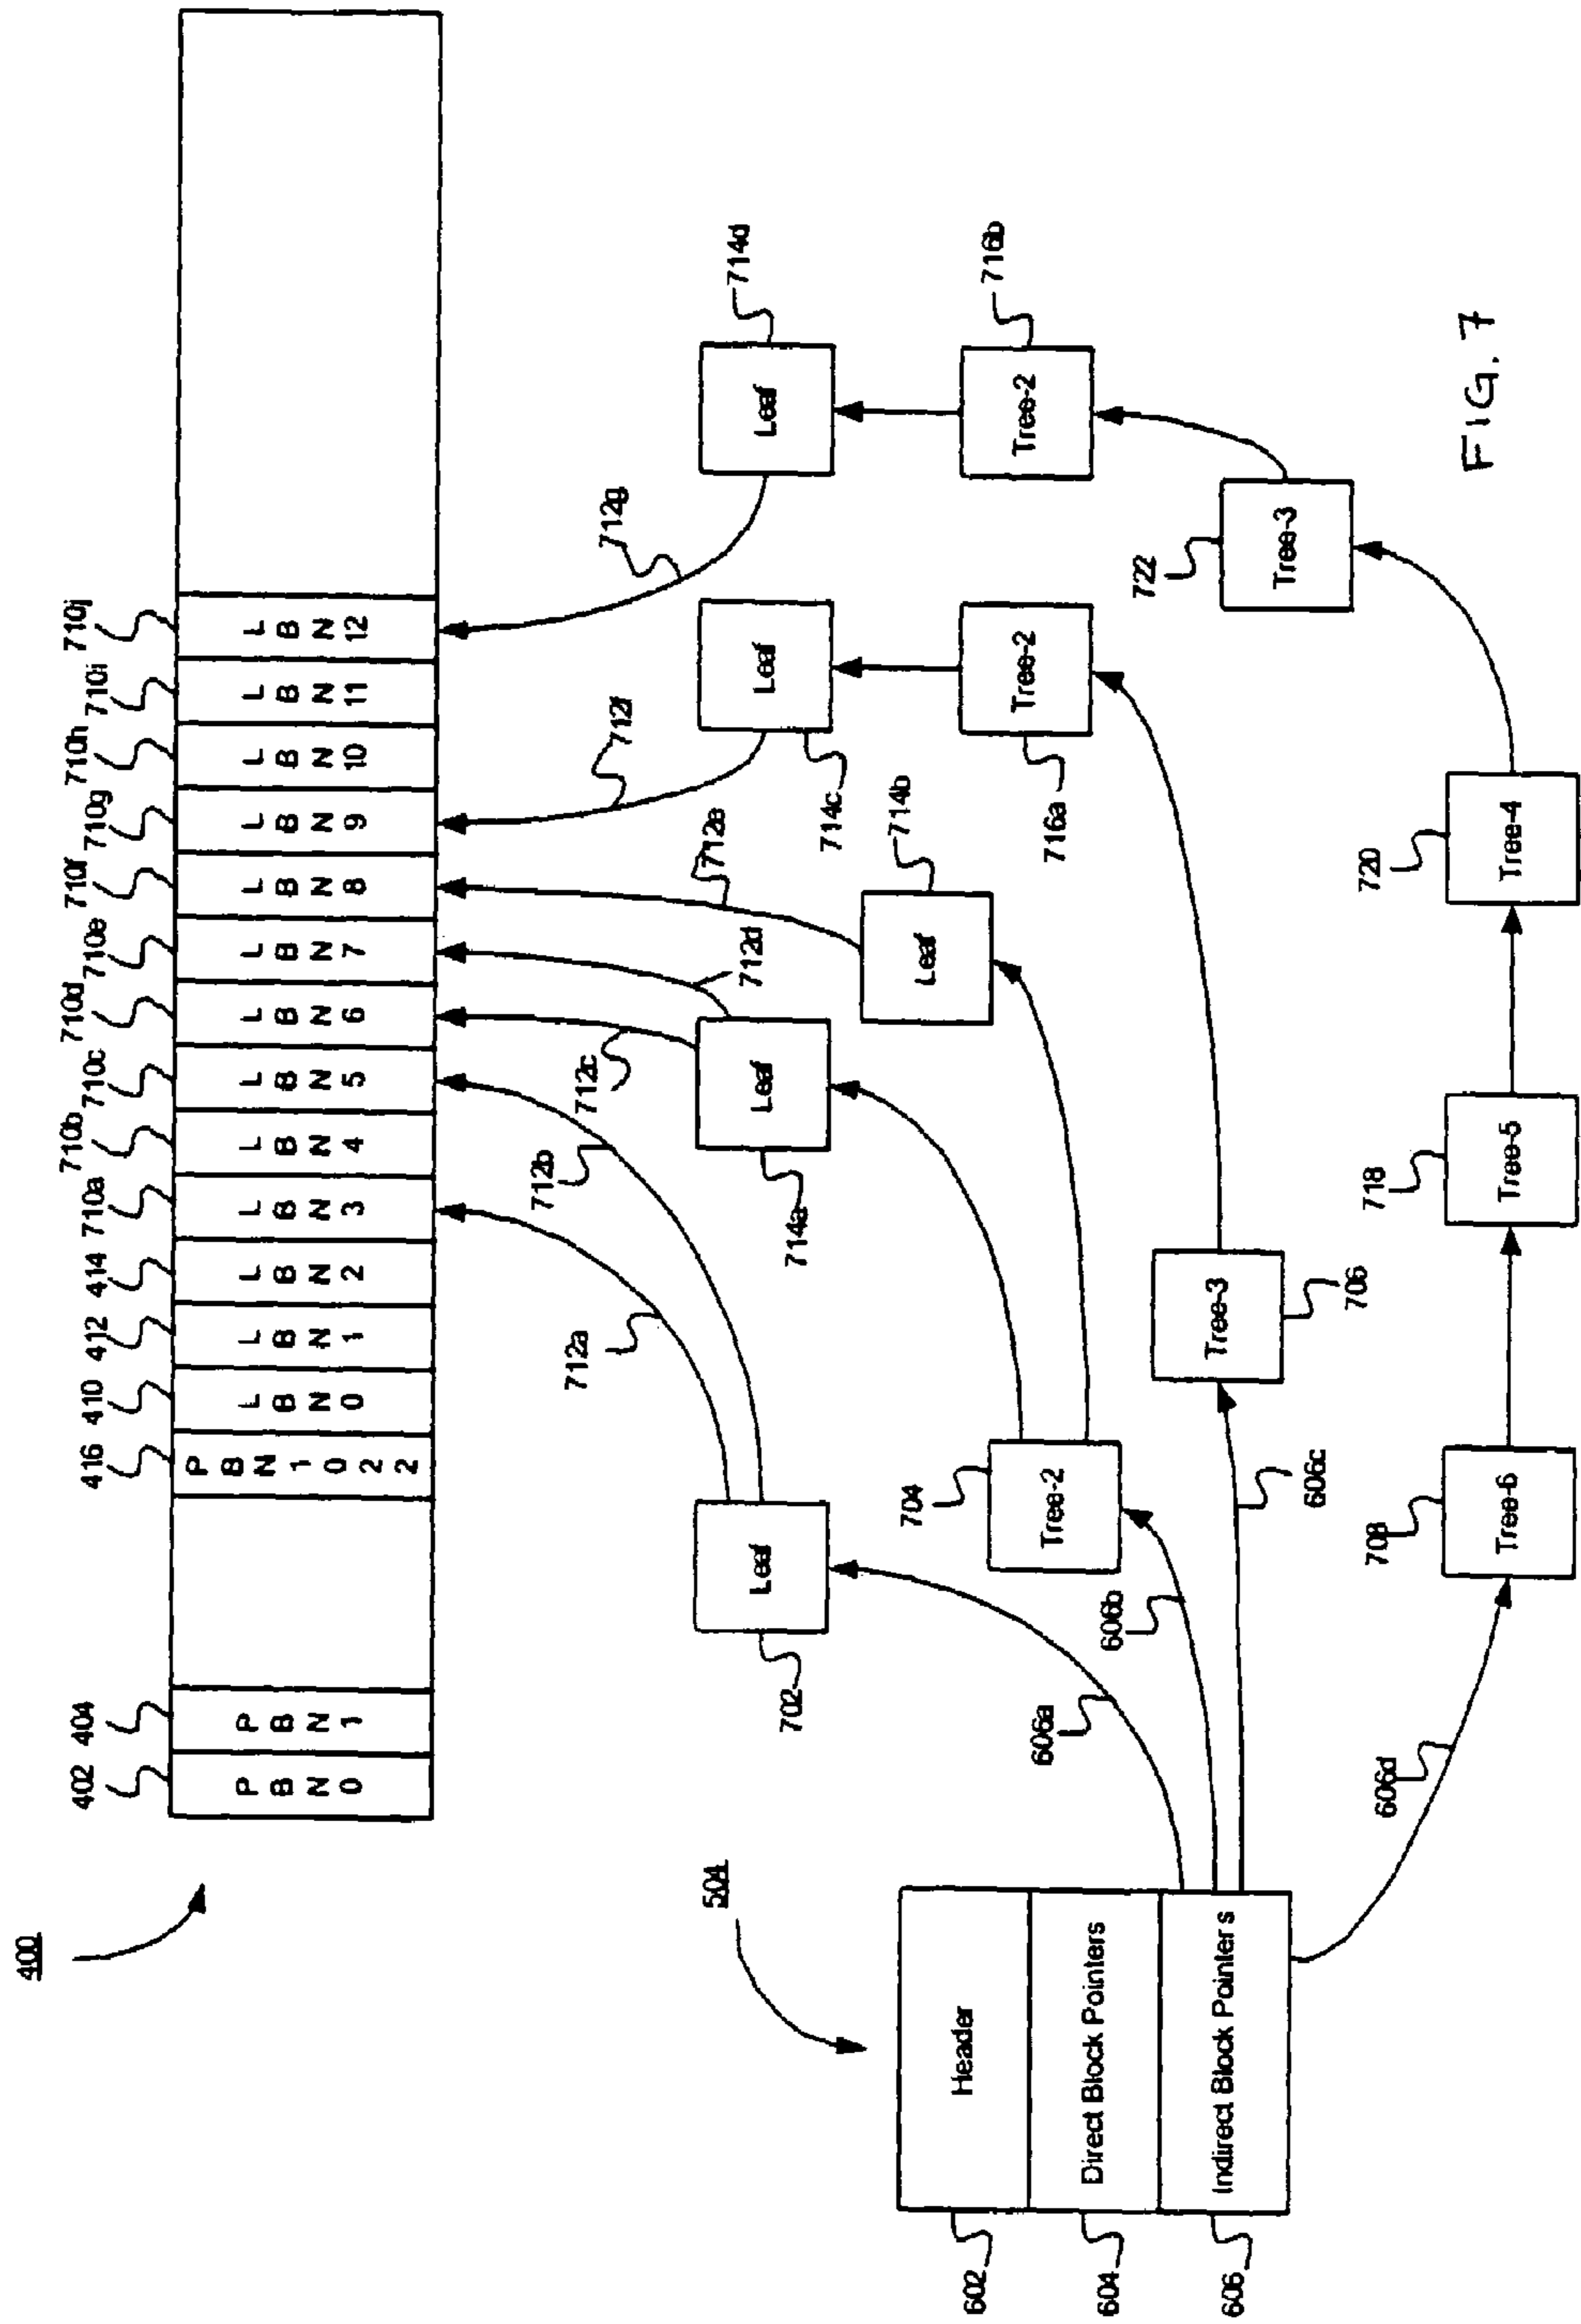 400
402
404
416
410
412
414
710a
710b
710c
710d
710e
710f
710g
710h
710i
710j
PBN0
PBN1
PBN1022
LBN0
LBN1
LBN2
LBN3
LBN4
LBN5
LBN6
LBN7
LBN8
LBN9
LBN10
LBN11
LBN12
504
602
Header
604
Direct Block Pointers
606
Indirect Block Pointers
606a
606b
606c
606d
702
Leaf
712a
712b
704
Tree-2
714a
Leaf
712c
712d
714b
Leaf
712e
706
Tree-3
716a
Tree-2
714c
Leaf
712f
708
Tree-6
718
Tree-5
720
Tree-4
722
Tree-3
716b
Tree-2
714d
Leaf
712g
FIG. 7